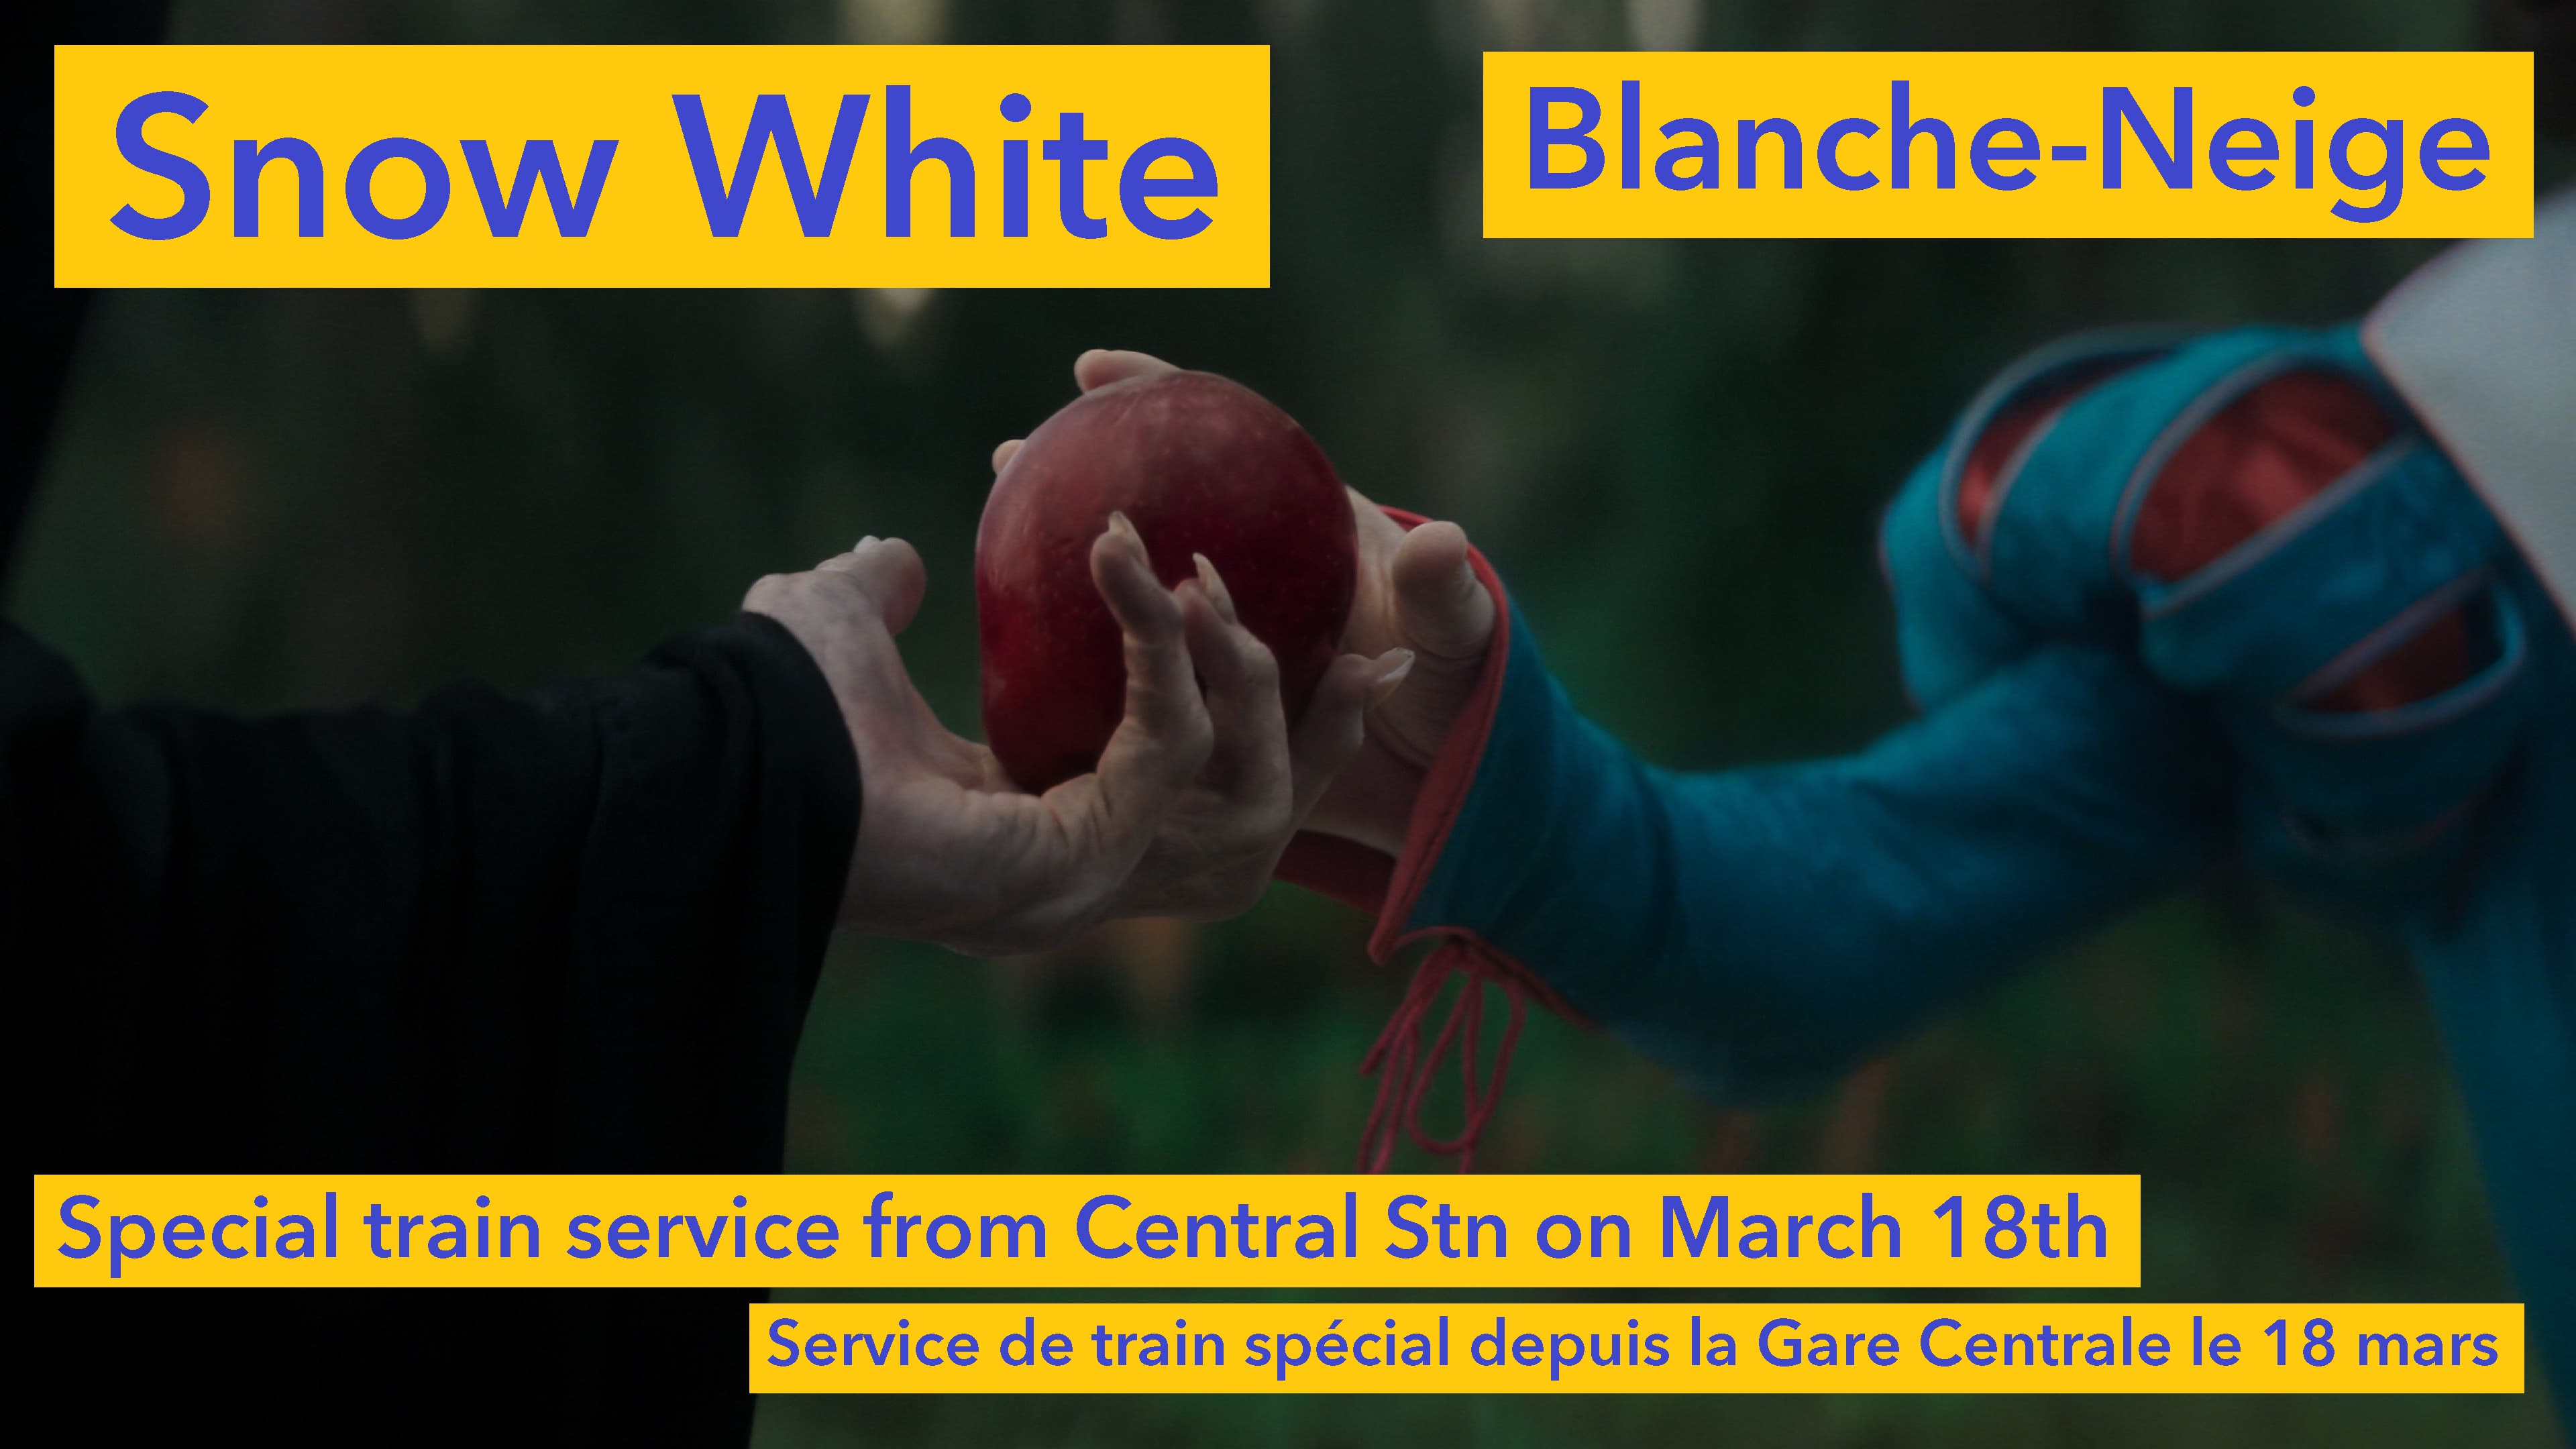 Snow White
Blanche-Neige
Special train service from Central Stn on March 18th
Service de train spécial depuis la Gare Centrale le 18 mars